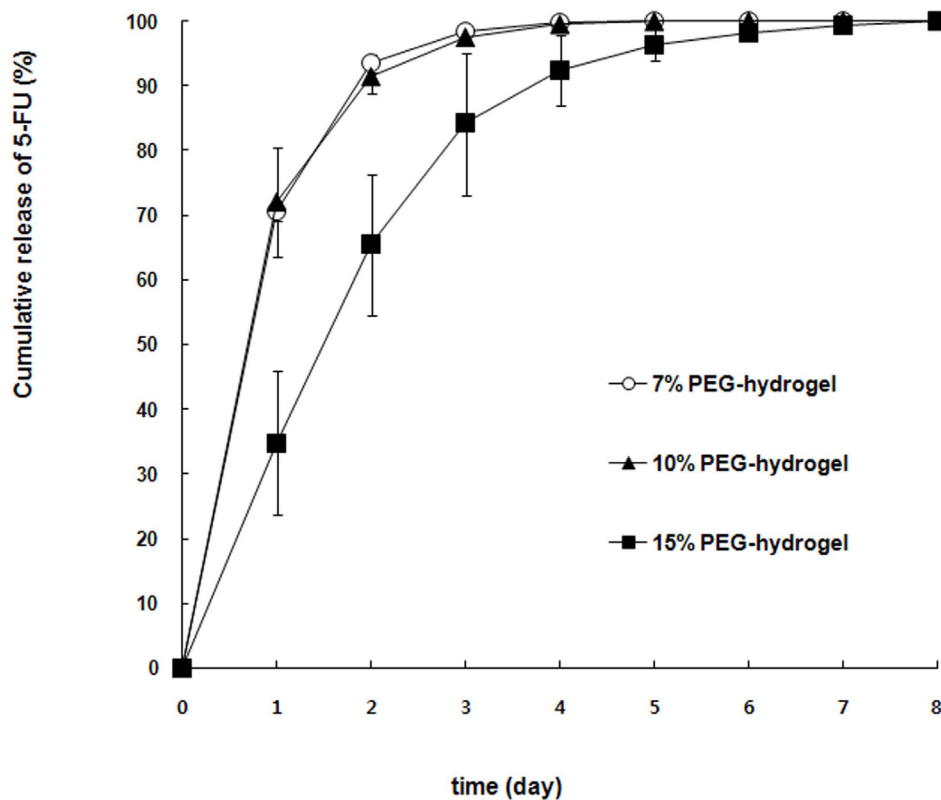 Cumulative release of 5-FU (%)
100
90
80
70
60
50
40
30
20
10
0
7% PEG-hydrogel
10% PEG-hydrogel
15% PEG-hydrogel
0 1 2 3 4 5 6 7 8
time (day)